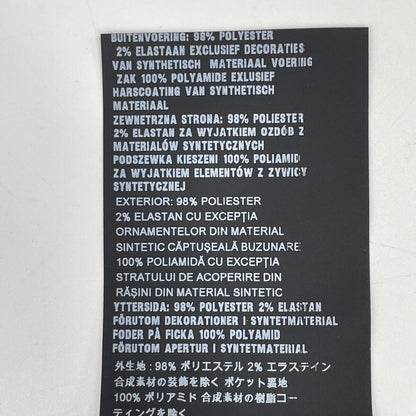 BUITENVOERING: 98% POLYESTER
2% ELASTAAN EXCLUSIEF DECORATIES
VAN SYNTHETISCH MATERIAAL VOERING
ZAK 100% POLYAMIDE EXLUSIEF
HARSCOATING VAN SYNTHETISCH
MATERIAAL
ZEWNETRZNA STRONA: 98% POLIESTER
2% ELASTAN ZA WYJATKIEM OZDÓB Z
MATERIALÓW SYNTETYCZNYCH
PODSZEWKA KIESZENI 100% POLIAMID
ZA WYJATKIEM ELEMENTÓW Z ZYWICY
SYNTETYCZNEJ
EXTERIOR: 98% POLIESTER
2% ELASTAN CU EXCEPȚIA
ORNAMENTELOR DIN MATERIAL
SINTETIC CĂPTUȘEALĂ BUZUNARE
100% POLIAMIDĂ CU EXCEPȚIA
STRATULUI DE ACOPERIRE DIN
RĂȘINI DIN MATERIAL SINTETIC
YTTERSIDA: 98% POLYESTER 2% ELASTAN
FÖRUTOM DEKORATIONER I SYNTETMATERIAL
FODER PÅ FICKA 100% POLYAMID
FÖRUTOM APERTUR I SYNTETMATERIAL
外生地：98% ポリエステル 2% エラステイン
合成素材の装飾を除く ポケット裏地
100% ポリアミド 合成素材の樹脂コー
ティングを除く